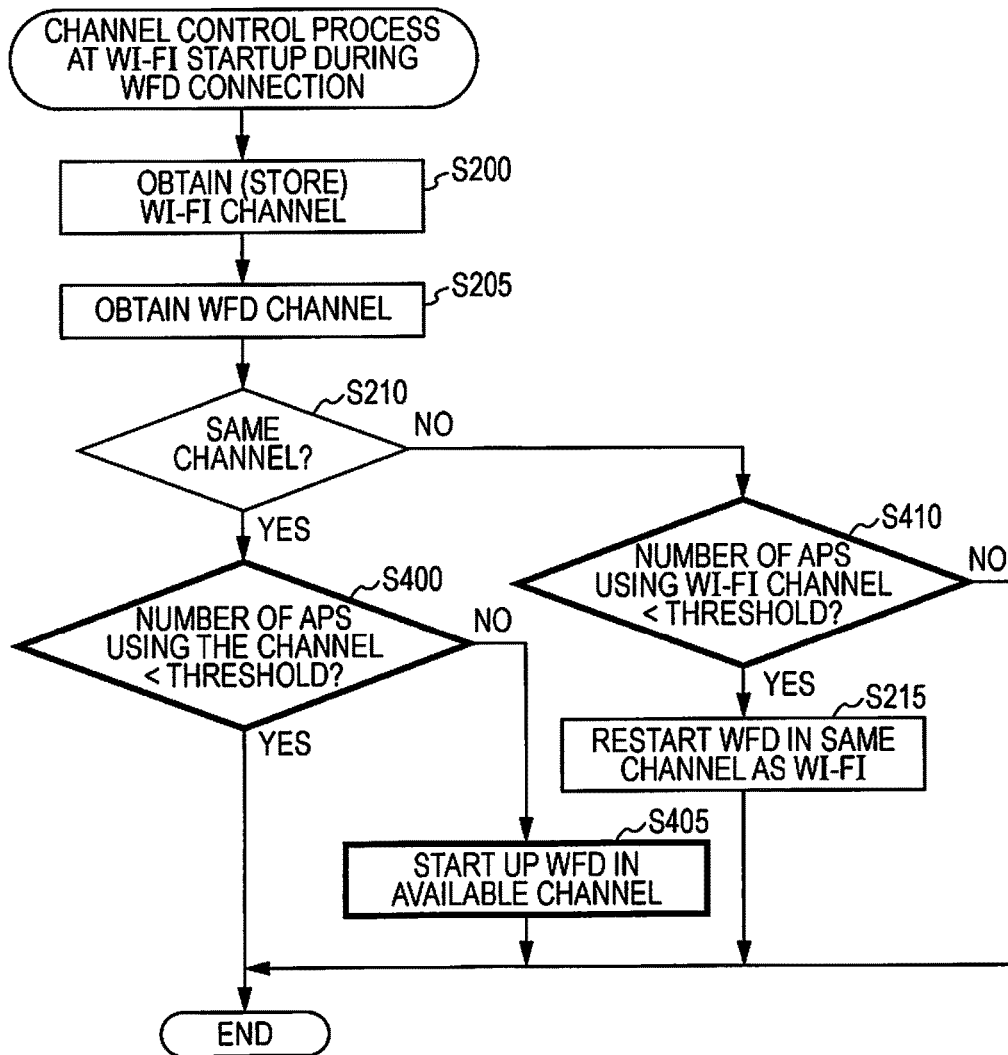 CHANNEL CONTROL PROCESS
AT WI-FI STARTUP DURING
WFD CONNECTION
S200
OBTAIN (STORE)
WI-FI CHANNEL
S205
OBTAIN WFD CHANNEL
S210
SAME
CHANNEL?
NO
YES
S410
NUMBER OF APS
USING WI-FI CHANNEL
< THRESHOLD?
NO
YES
S400
NUMBER OF APS
USING THE CHANNEL
< THRESHOLD?
NO
YES
S215
RESTART WFD IN SAME
CHANNEL AS WI-FI
S405
START UP WFD IN
AVAILABLE CHANNEL
END